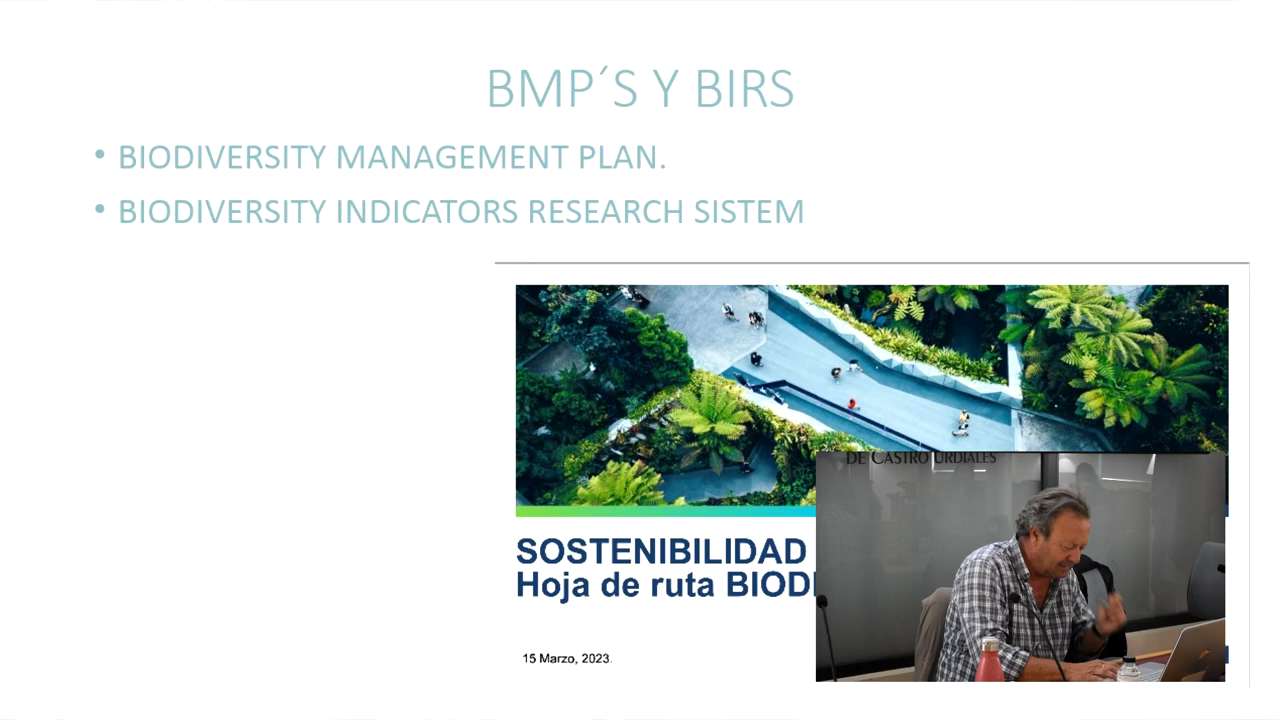 BMP´S Y BIRS
• BIODIVERSITY MANAGEMENT PLAN.
• BIODIVERSITY INDICATORS RESEARCH SISTEM
DE CASTRO URDIALES
SOSTENIBILIDAD
Hoja de ruta
15 Marzo, 2023.